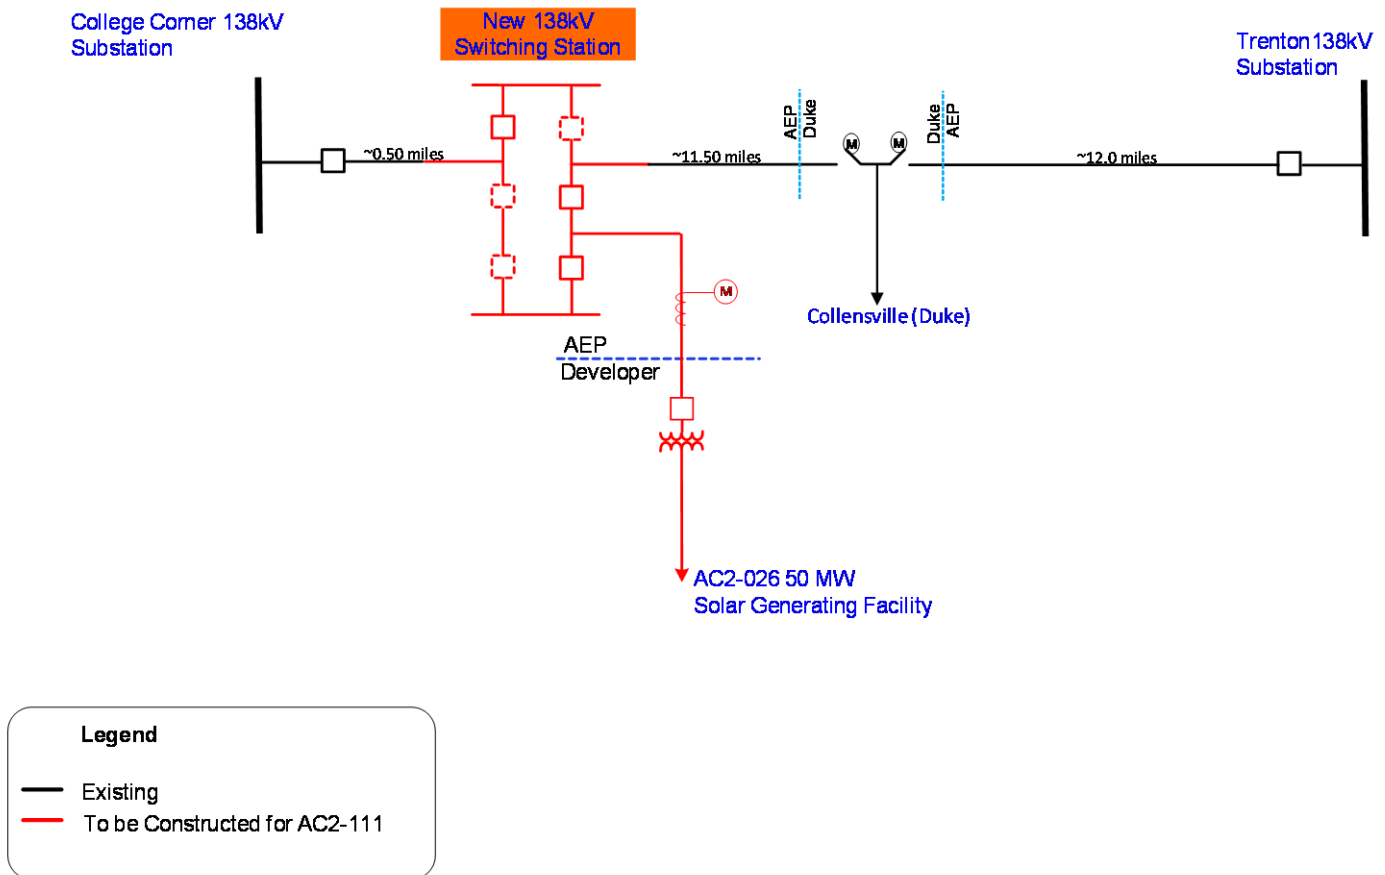 College Corner 138kV
Substation
New 138kV
Switching Station
Trenton 138kV
Substation
AEP
Duke
Duke
AEP
M
M
~0.50 miles
~11.50 miles
~12.0 miles
M
Collensville (Duke)
AEP
Developer
AC2-026 50 MW
Solar Generating Facility
Legend
Existing
To be Constructed for AC2-111